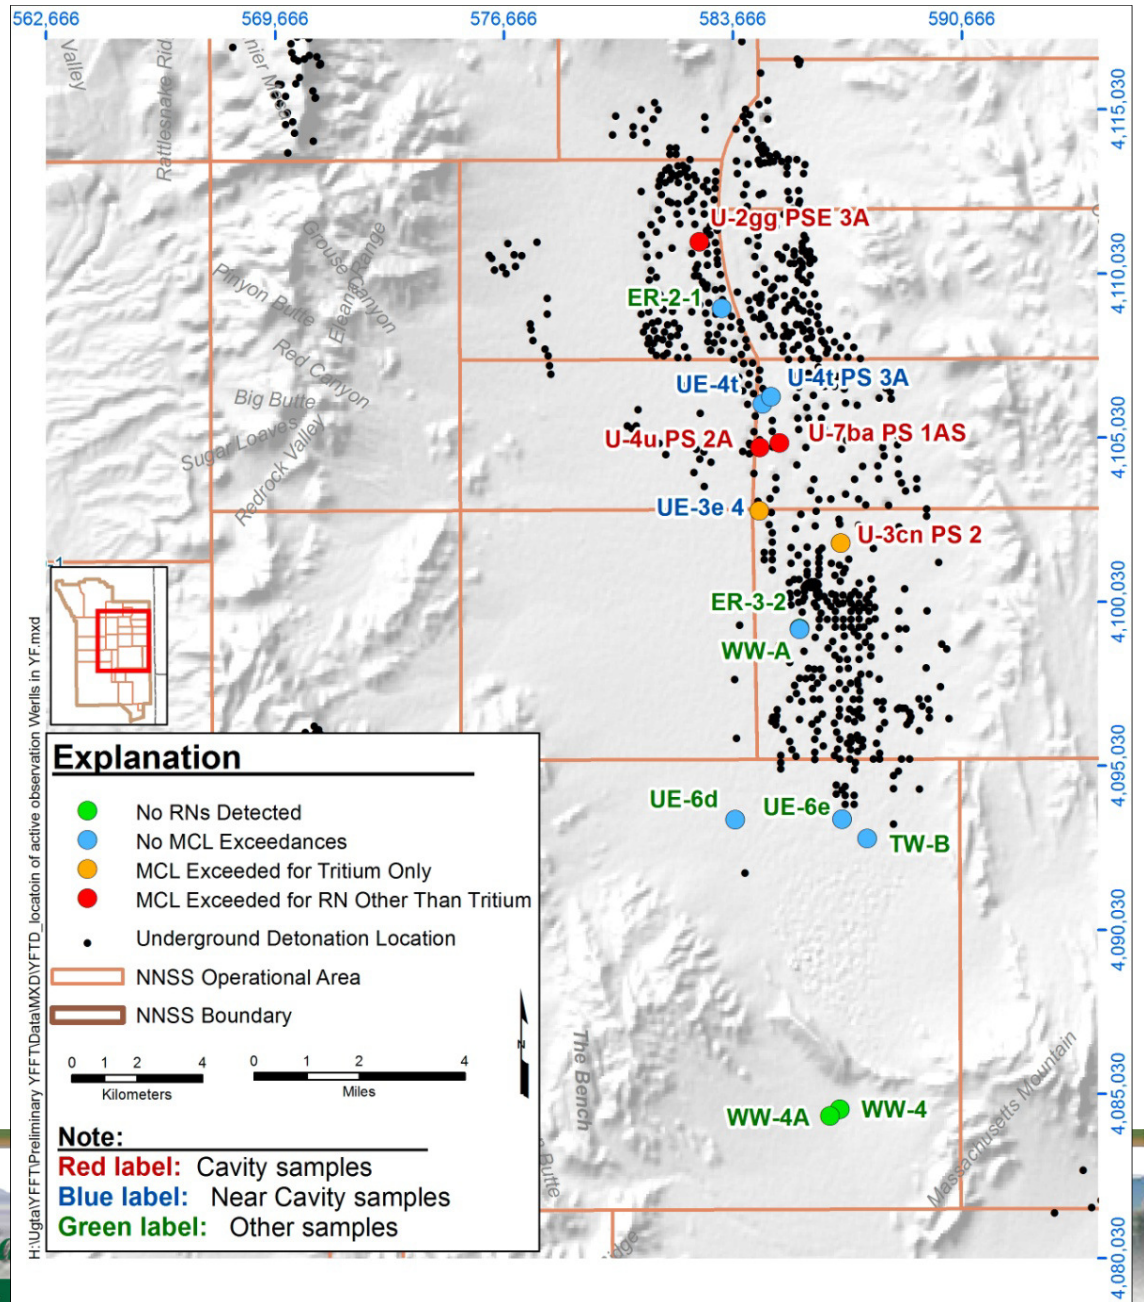 562,666
569,666
576,666
583,666
590,666
Valley
Rattlesnake Rid
nier Mesa
4,115,030
U-2gg PSE 3A
Grouse Canyon
Eleana Range
Pinyon Butte
4,110,030
ER-2-1
Red Canyon
UE-4t
U-4t PS 3A
Big Butte
Sugar Loaves
Redrock Valley
U-4u PS 2A
U-7ba PS 1AS
4,105,030
UE-3e 4
U-3cn PS 2
-1
ER-3-2
4,100,030
WW-A
H:\Ugta\YFFT\Preliminary YFFT\Data\MXD\YFTD_locatoin of active observation Werlls in YF.mxd
4,095,030
Explanation
No RNs Detected
No MCL Exceedances
MCL Exceeded for Tritium Only
MCL Exceeded for RN Other Than Tritium
Underground Detonation Location
NNSS Operational Area
NNSS Boundary
0 1 2 4
Kilometers
0 1 2 4
Miles
N
Note:
Red label: Cavity samples
Blue label: Near Cavity samples
Green label: Other samples
UE-6d
UE-6e
TW-B
4,090,030
The Bench
Massachusetts Mountain
4,085,030
WW-4A
WW-4
Butte
idge
4,080,030